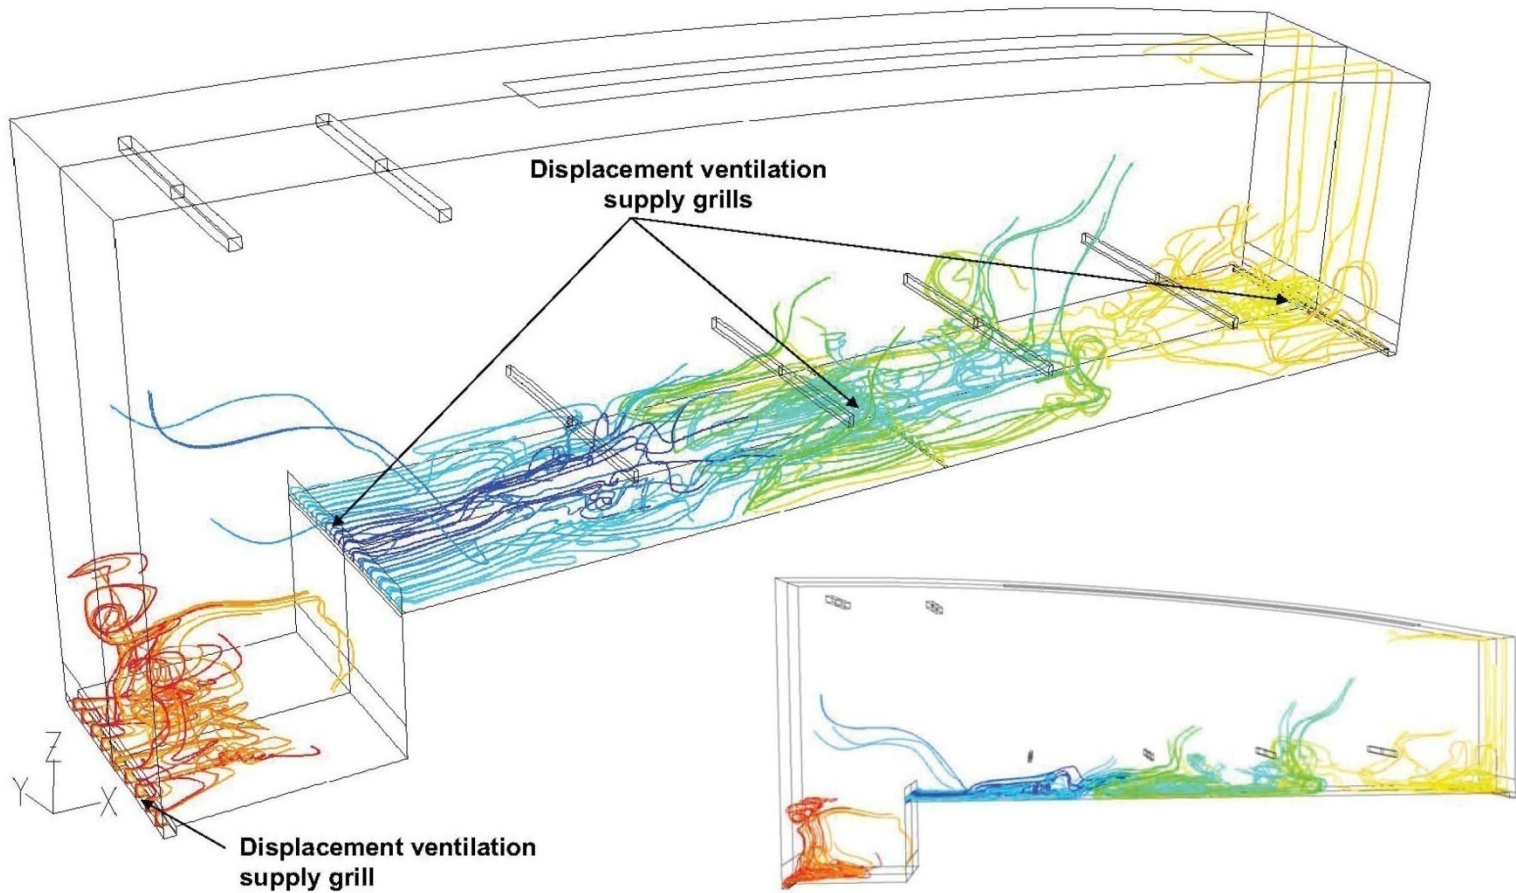 Displacement ventilation
supply grills
Z
Y
X
Displacement ventilation
supply grill